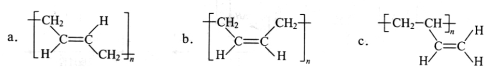 a. [CH₂ H C=C H CH₂]n
b. [CH₂ CH₂ C=C H H]n
c. [CH₂-CH]n C=C H H H